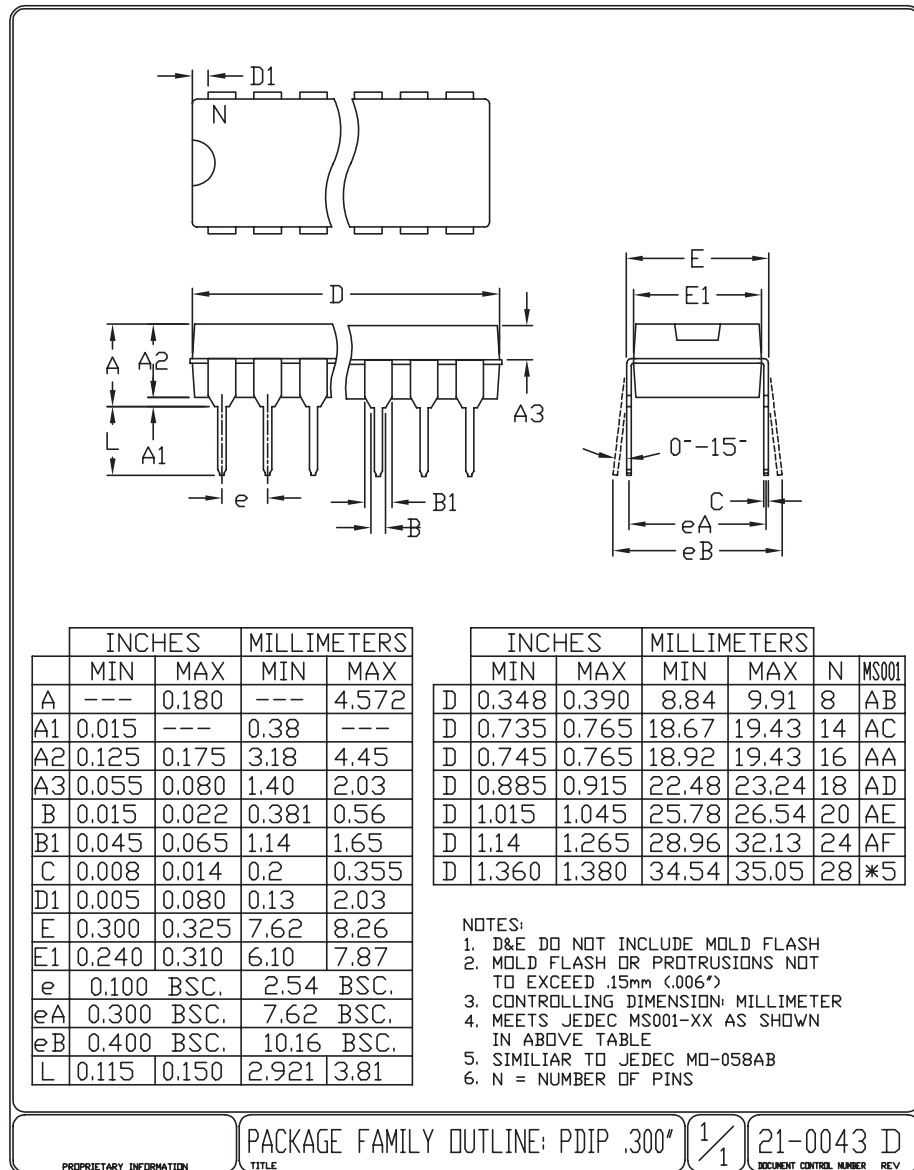 D1
N
E
E1
D
A
A2
A3
L
A1
0°-15°
e
B1
B
C
eA
eB
INCHES MILLIMETERS
MIN MAX MIN MAX
A --- 0.180 --- 4.572
A1 0.015 --- 0.38 ---
A2 0.125 0.175 3.18 4.45
A3 0.055 0.080 1.40 2.03
B 0.015 0.022 0.381 0.56
B1 0.045 0.065 1.14 1.65
C 0.008 0.014 0.2 0.355
D1 0.005 0.080 0.13 2.03
E 0.300 0.325 7.62 8.26
E1 0.240 0.310 6.10 7.87
e 0.100 BSC. 2.54 BSC.
eA 0.300 BSC. 7.62 BSC.
eB 0.400 BSC. 10.16 BSC.
L 0.115 0.150 2.921 3.81
INCHES MILLIMETERS
MIN MAX MIN MAX N MS001
D 0.348 0.390 8.84 9.91 8 AB
D 0.735 0.765 18.67 19.43 14 AC
D 0.745 0.765 18.92 19.43 16 AA
D 0.885 0.915 22.48 23.24 18 AD
D 1.015 1.045 25.78 26.54 20 AE
D 1.14 1.265 28.96 32.13 24 AF
D 1.360 1.380 34.54 35.05 28 *5
NOTES:
1. D&E DO NOT INCLUDE MOLD FLASH
2. MOLD FLASH OR PROTRUSIONS NOT
TO EXCEED .15mm (.006")
3. CONTROLLING DIMENSION: MILLIMETER
4. MEETS JEDEC MS001-XX AS SHOWN
IN ABOVE TABLE
5. SIMILIAR TO JEDEC MO-058AB
6. N = NUMBER OF PINS
PROPRIETARY INFORMATION
PACKAGE FAMILY OUTLINE: PDIP .300"
TITLE
1/1
21-0043 D
DOCUMENT CONTROL NUMBER REV